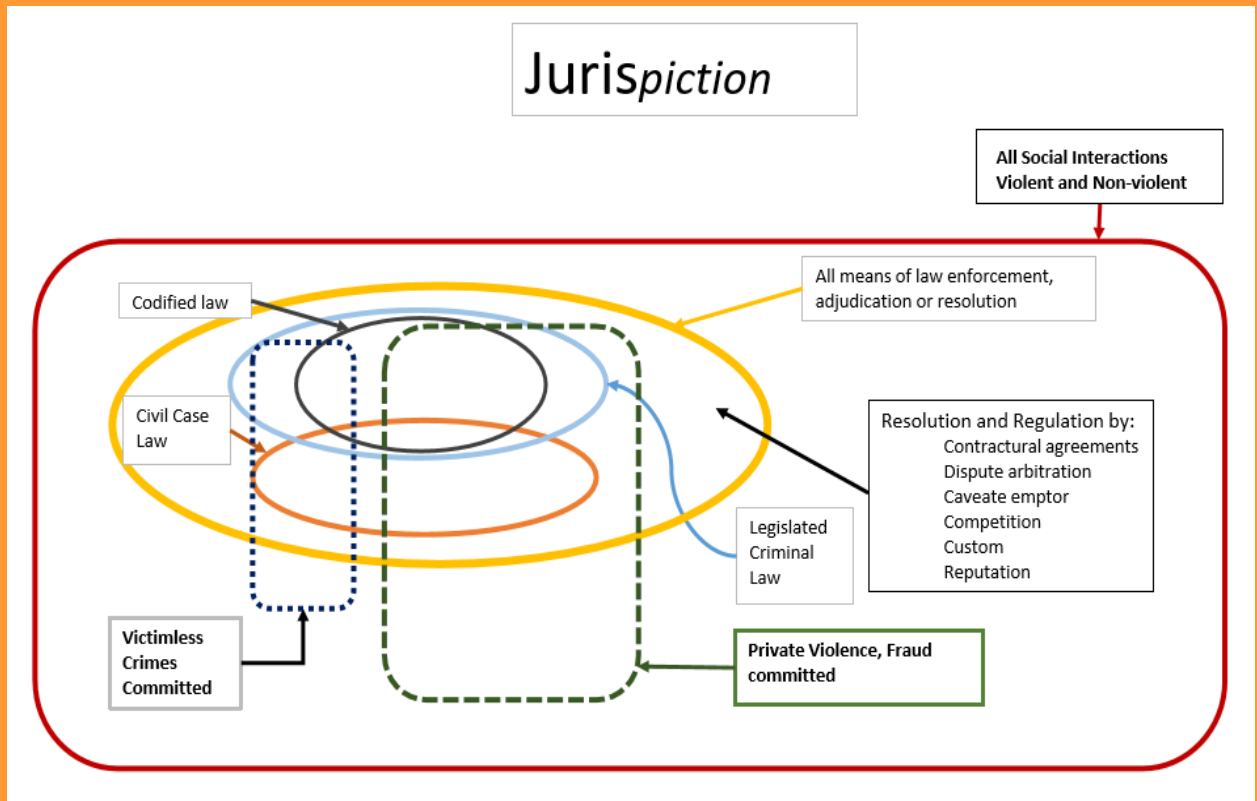 Jurispiction
All Social Interactions
Violent and Non-violent
All means of law enforcement,
adjudication or resolution
Codified law
Civil Case
Law
Resolution and Regulation by:
Contractural agreements
Dispute arbitration
Caveate emptor
Competition
Custom
Reputation
Legislated
Criminal
Law
Victimless
Crimes
Committed
Private Violence, Fraud
committed